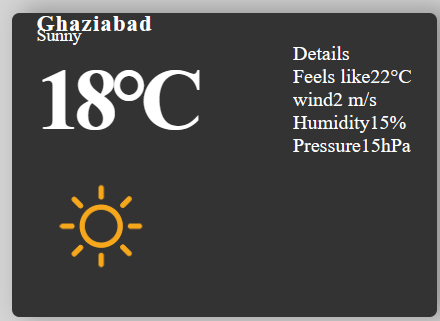 Ghaziabad
Sunny
18°C
Details
Feels like22°C
wind2 m/s
Humidity15%
Pressure15hPa